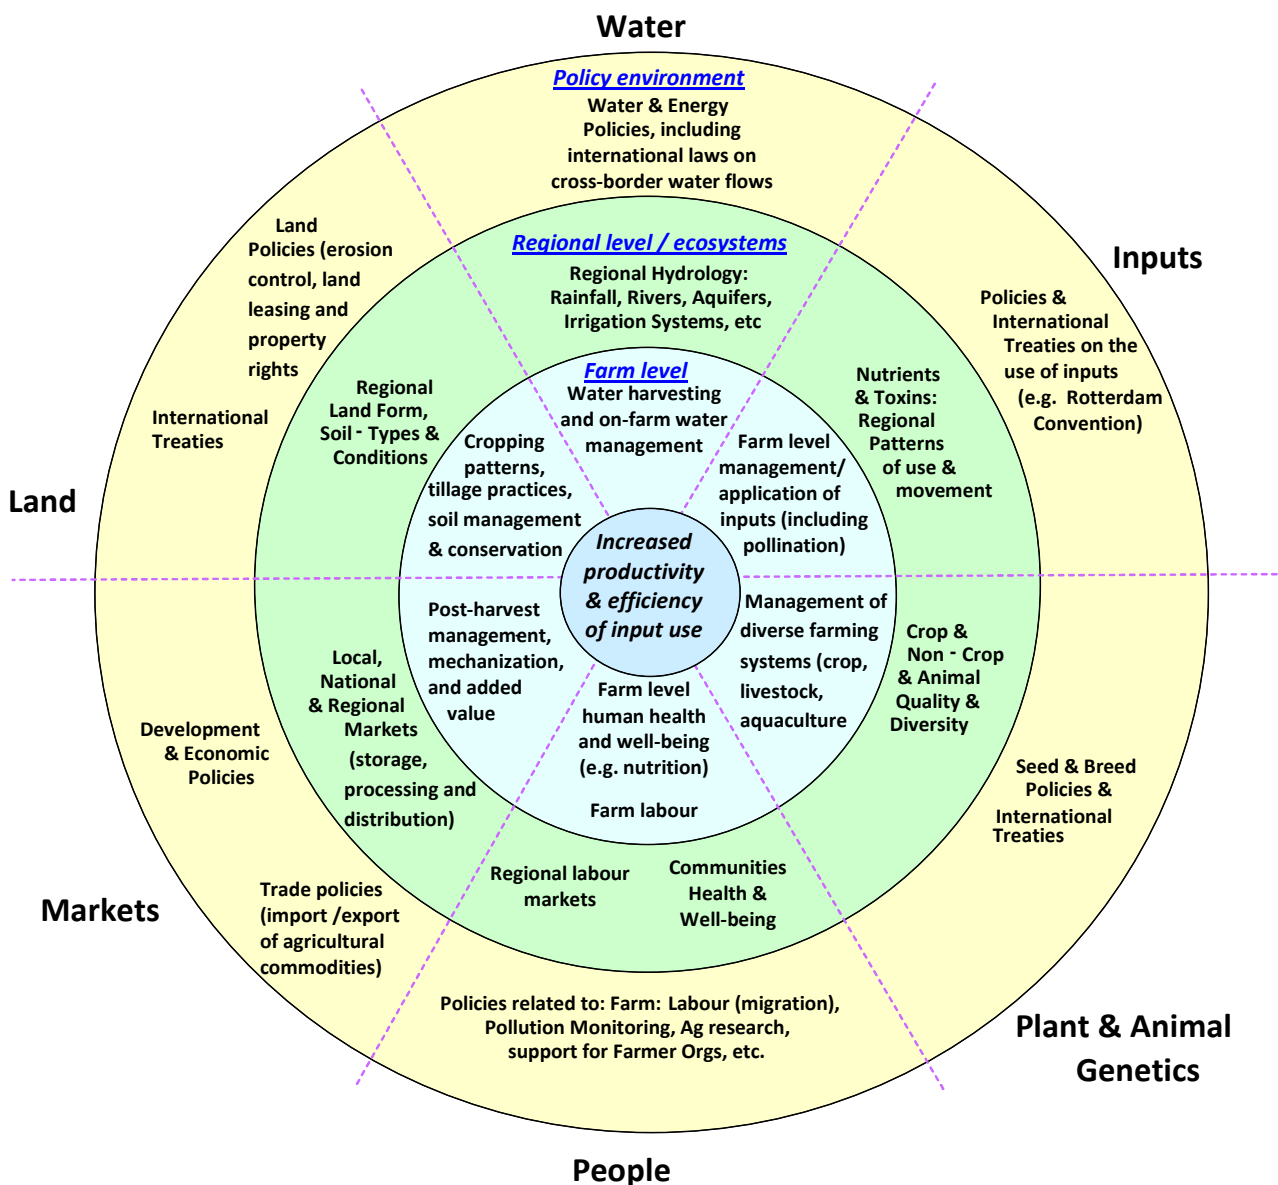 Water
Policy environment
Water & Energy
Policies, including
international laws on
cross-border water flows
Regional level / ecosystems
Regional Hydrology:
Rainfall, Rivers, Aquifers,
Irrigation Systems, etc
Farm level
Water harvesting
and on-farm water
management
Inputs
Policies &
International
Treaties on the
use of inputs
(e.g. Rotterdam
Convention)
Nutrients
& Toxins:
Regional
Patterns
of use &
movement
Farm level
management/
application of
inputs (including
pollination)
Land
Land
Policies (erosion
control, land
leasing and
property
rights
International
Treaties
Regional
Land Form,
Soil - Types &
Conditions
Cropping
patterns,
tillage practices,
soil management
& conservation
Increased
productivity
& efficiency
of input use
Post-harvest
management,
mechanization,
and added
value
Local,
National
& Regional
Markets
(storage,
processing and
distribution)
Development
& Economic
Policies
Trade policies
(import /export
of agricultural
commodities)
Markets
Management of
diverse farming
systems (crop,
livestock,
aquaculture
Crop &
Non - Crop
& Animal
Quality &
Diversity
Seed & Breed
Policies &
International
Treaties
Plant & Animal
Genetics
Farm level
human health
and well-being
(e.g. nutrition)
Farm labour
Regional labour
markets
Communities
Health &
Well-being
Policies related to: Farm: Labour (migration),
Pollution Monitoring, Ag research,
support for Farmer Orgs, etc.
People